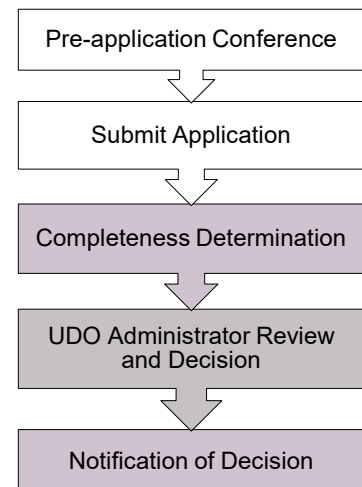 Pre-application Conference
Submit Application
Completeness Determination
UDO Administrator Review
and Decision
Notification of Decision